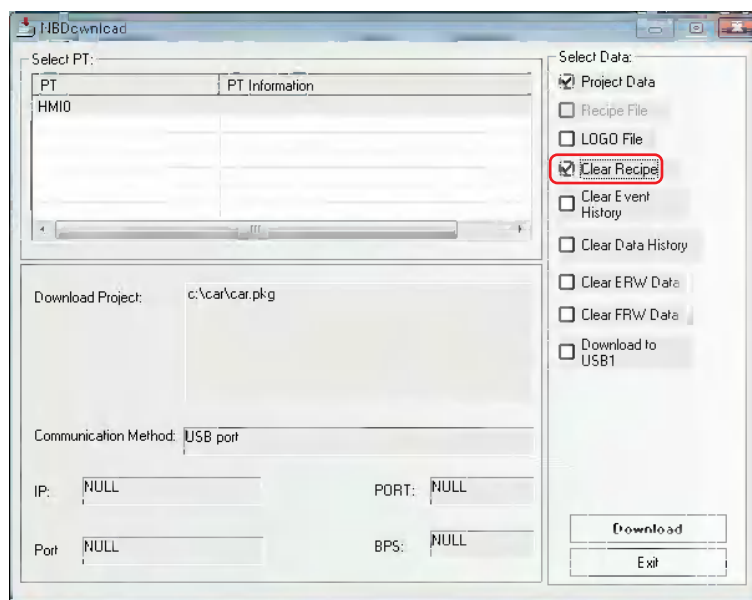 NBDownload
Select PT:
PT PT Information
HMI0
Download Project: c:\car\car.pkg
Communication Method: USB port
IP: NULL PORT: NULL
Port NULL BPS: NULL
Select Data:
Project Data
Recipe File
LOGO File
Clear Recipe
Clear Event
History
Clear Data History
Clear ERW Data
Clear FRW Data
Download to
USB1
Download
Exit